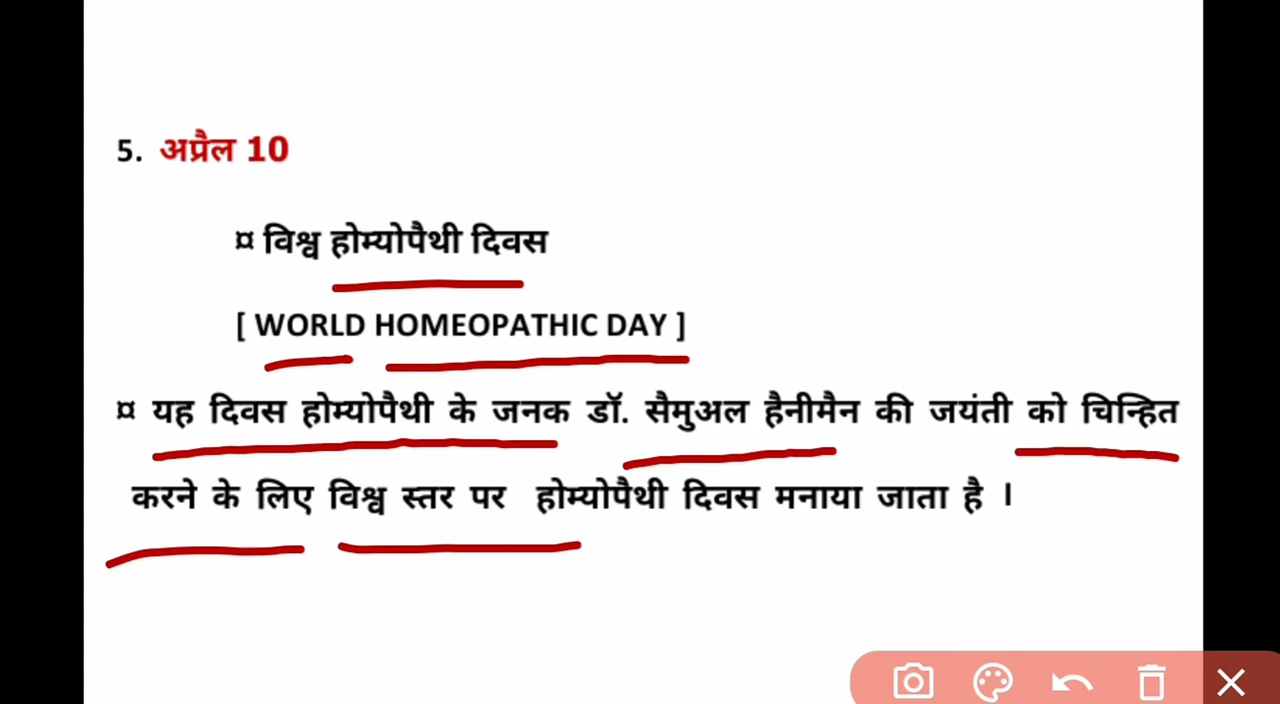 5. अप्रैल 10
¤ विश्व होम्योपैथी दिवस
[ WORLD HOMEOPATHIC DAY ]
¤ यह दिवस होम्योपैथी के जनक डॉ. सैमुअल हैनीमैन की जयंती को चिन्हित
करने के लिए विश्व स्तर पर होम्योपैथी दिवस मनाया जाता है ।